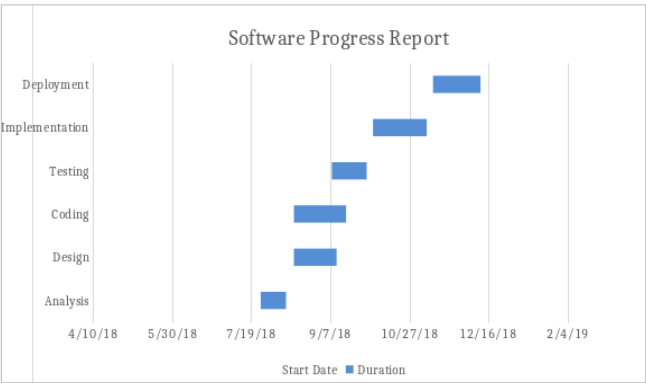 Software Progress Report
Deployment
Implementation
Testing
Coding
Design
Analysis
4/10/18 5/30/18 7/19/18 9/7/18 10/27/18 12/16/18 2/4/19
Start Date Duration